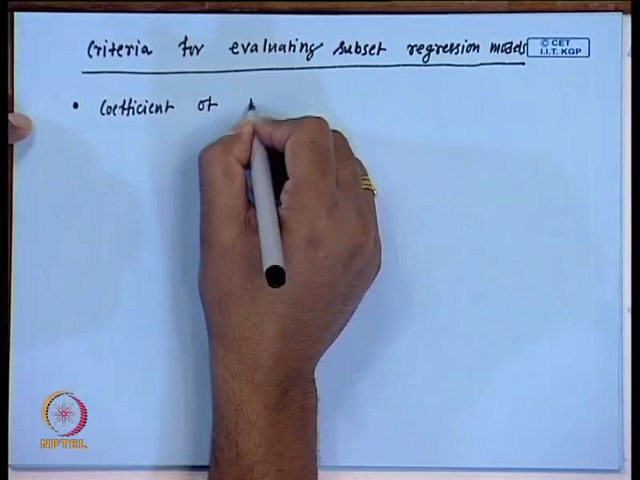 Criteria for evaluating subset regression models
© CET
I.I.T. KGP
• Coefficient of
NPTEL